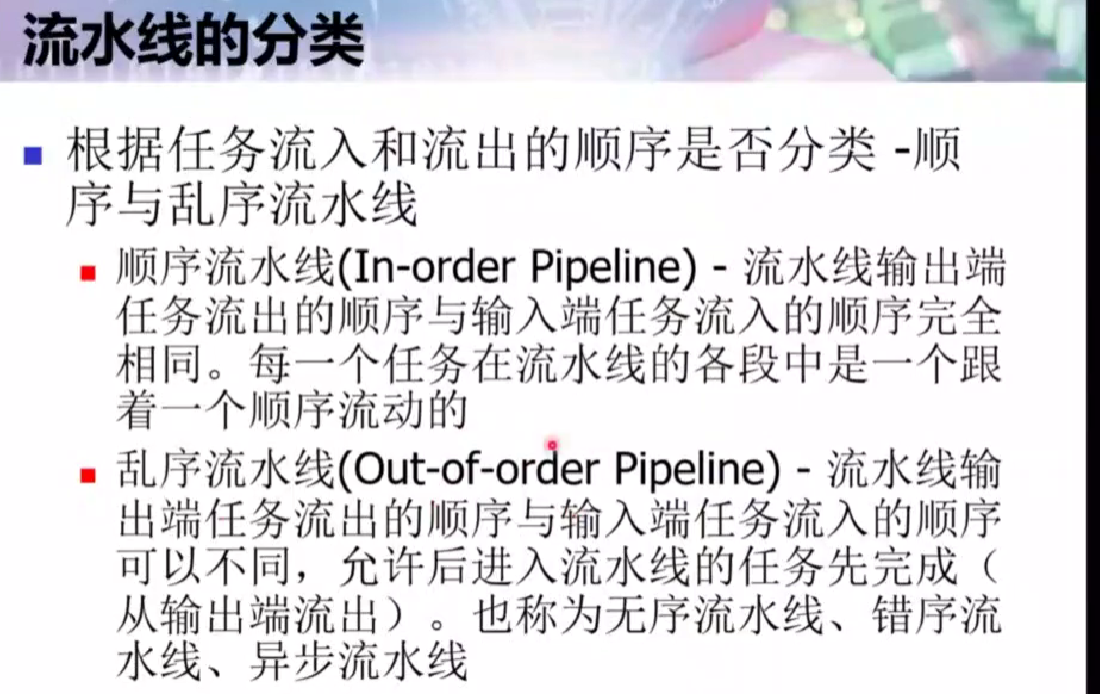 流水线的分类
根据任务流入和流出的顺序是否分类 -顺
序与乱序流水线
顺序流水线(In-order Pipeline) - 流水线输出端
任务流出的顺序与输入端任务流入的顺序完全
相同。每一个任务在流水线的各段中是一个跟
着一个顺序流动的
乱序流水线(Out-of-order Pipeline) - 流水线输
出端任务流出的顺序与输入端任务流入的顺序
可以不同，允许后进入流水线的任务先完成（
从输出端流出）。也称为无序流水线、错序流
水线、异步流水线